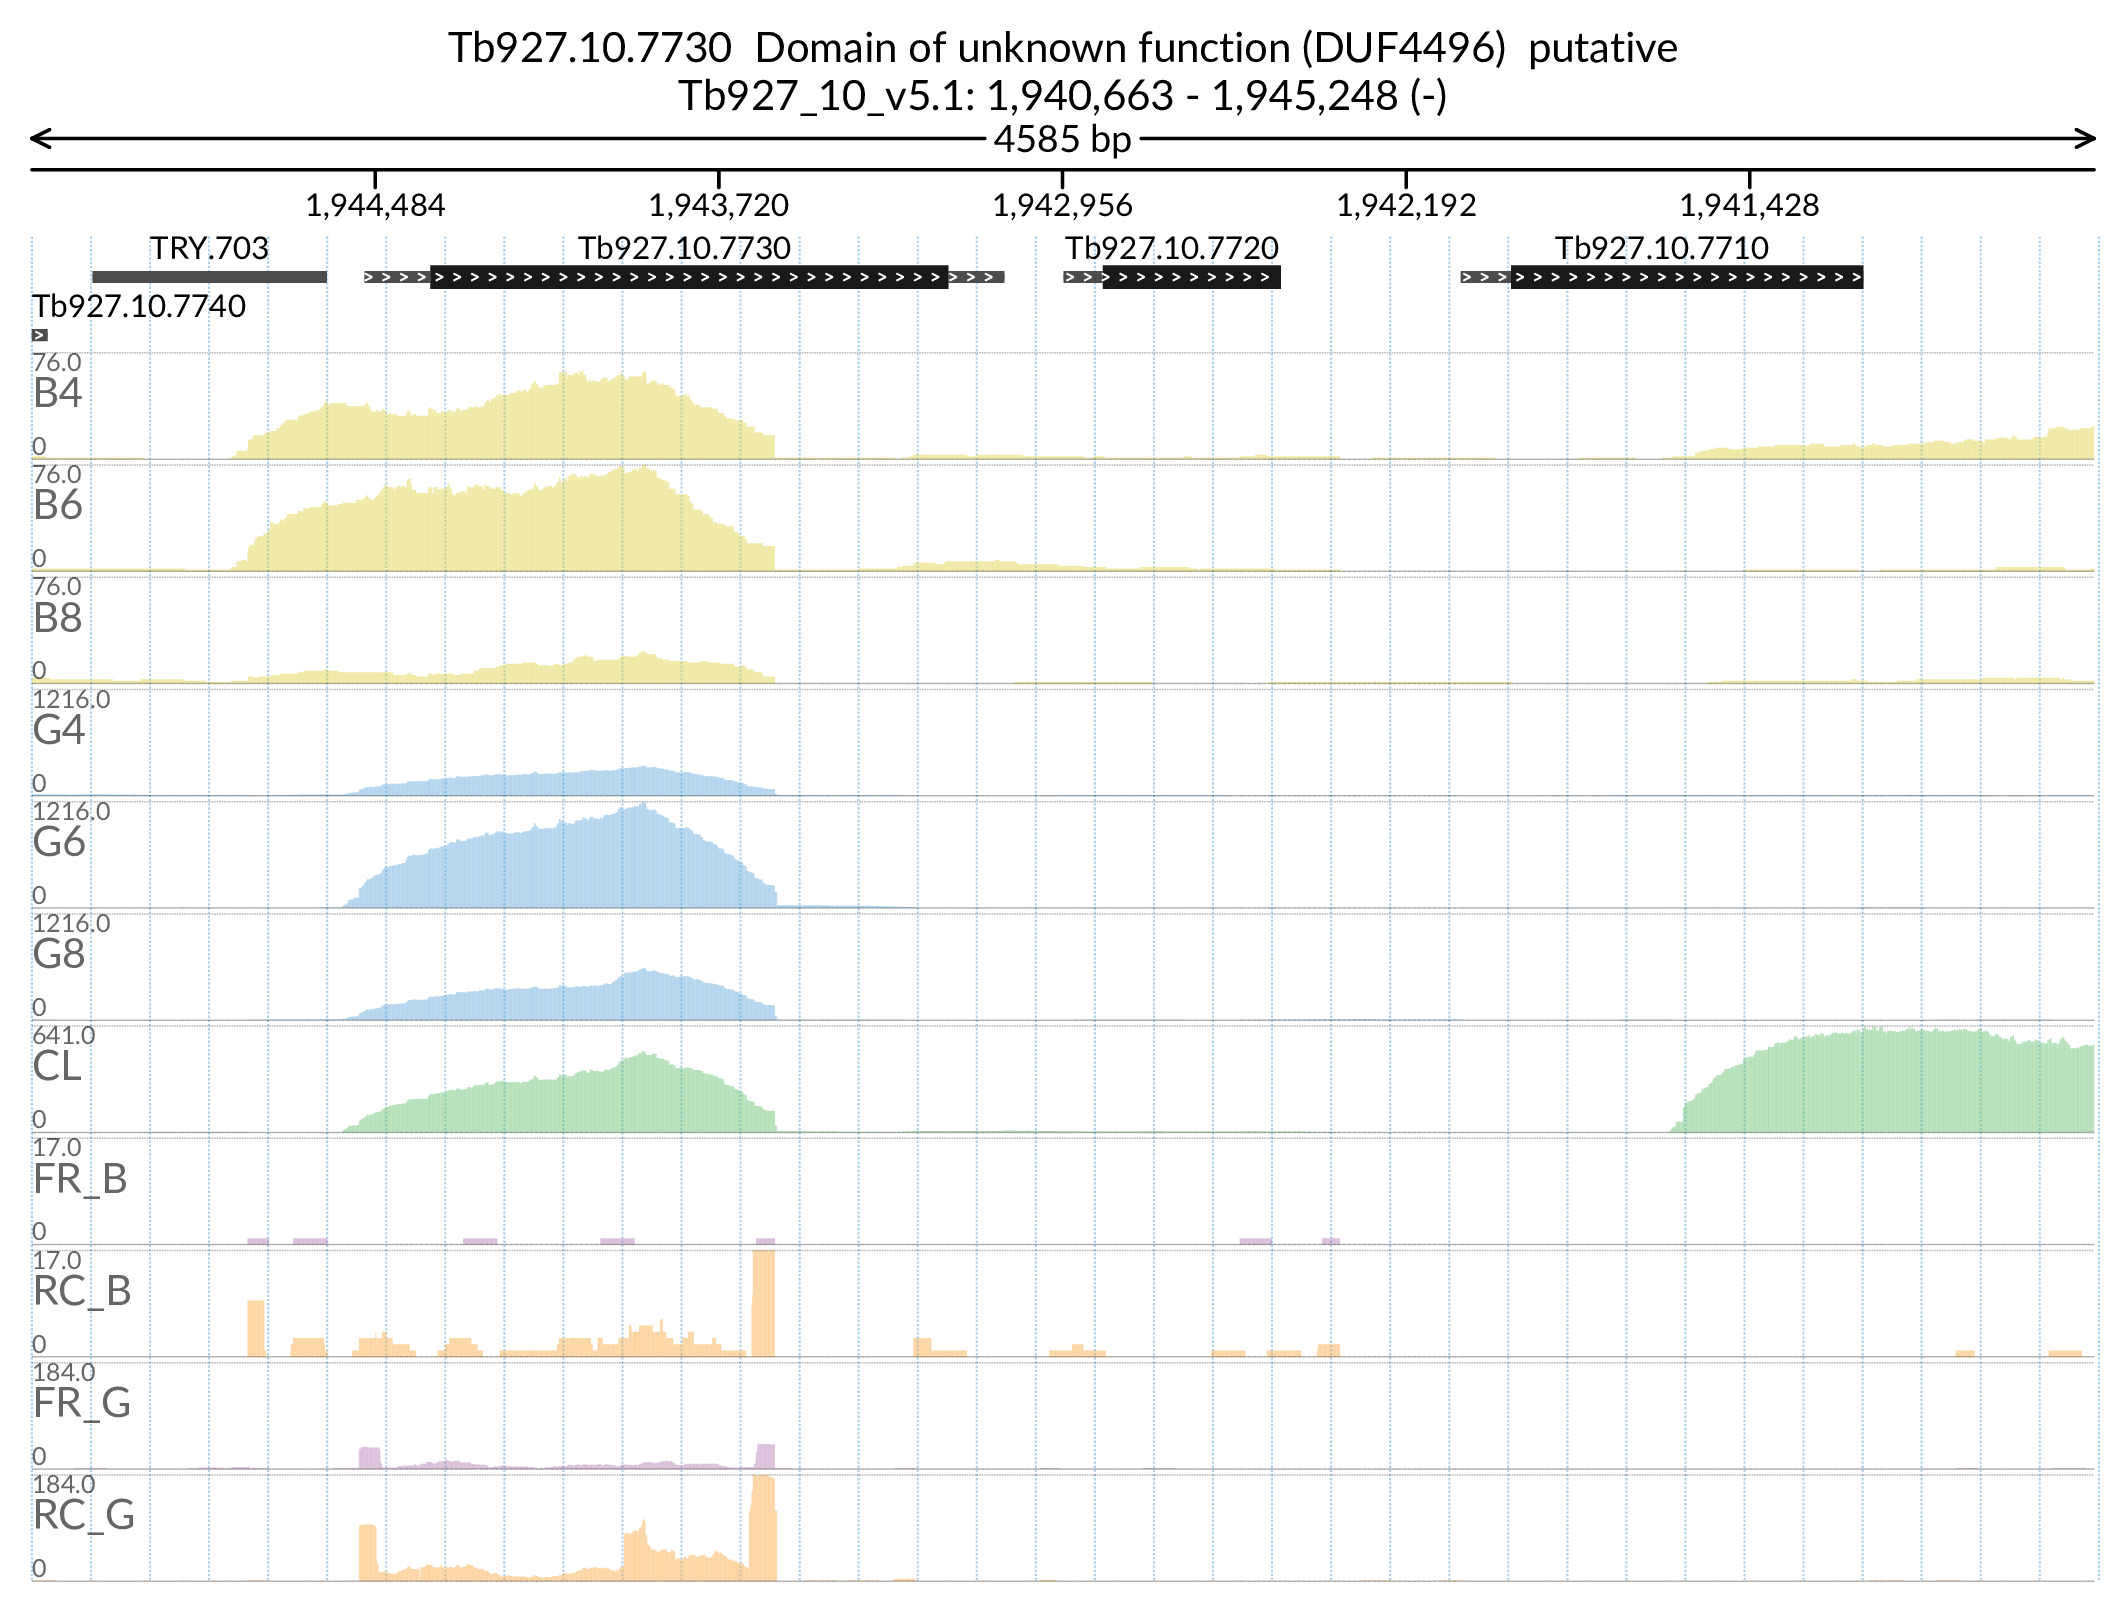 Tb927.10.7730  Domain of unknown function (DUF4496)  putative
Tb927_10_v5.1: 1,940,663 - 1,945,248 (-)
4585 bp
1,944,484 1,943,720 1,942,956 1,942,192 1,941,428
TRY.703 Tb927.10.7730 Tb927.10.7720 Tb927.10.7710
Tb927.10.7740
76.0
B4
0
76.0
B6
0
76.0
B8
0
1216.0
G4
0
1216.0
G6
0
1216.0
G8
0
641.0
CL
0
17.0
FR_B
0
17.0
RC_B
0
184.0
FR_G
0
184.0
RC_G
0